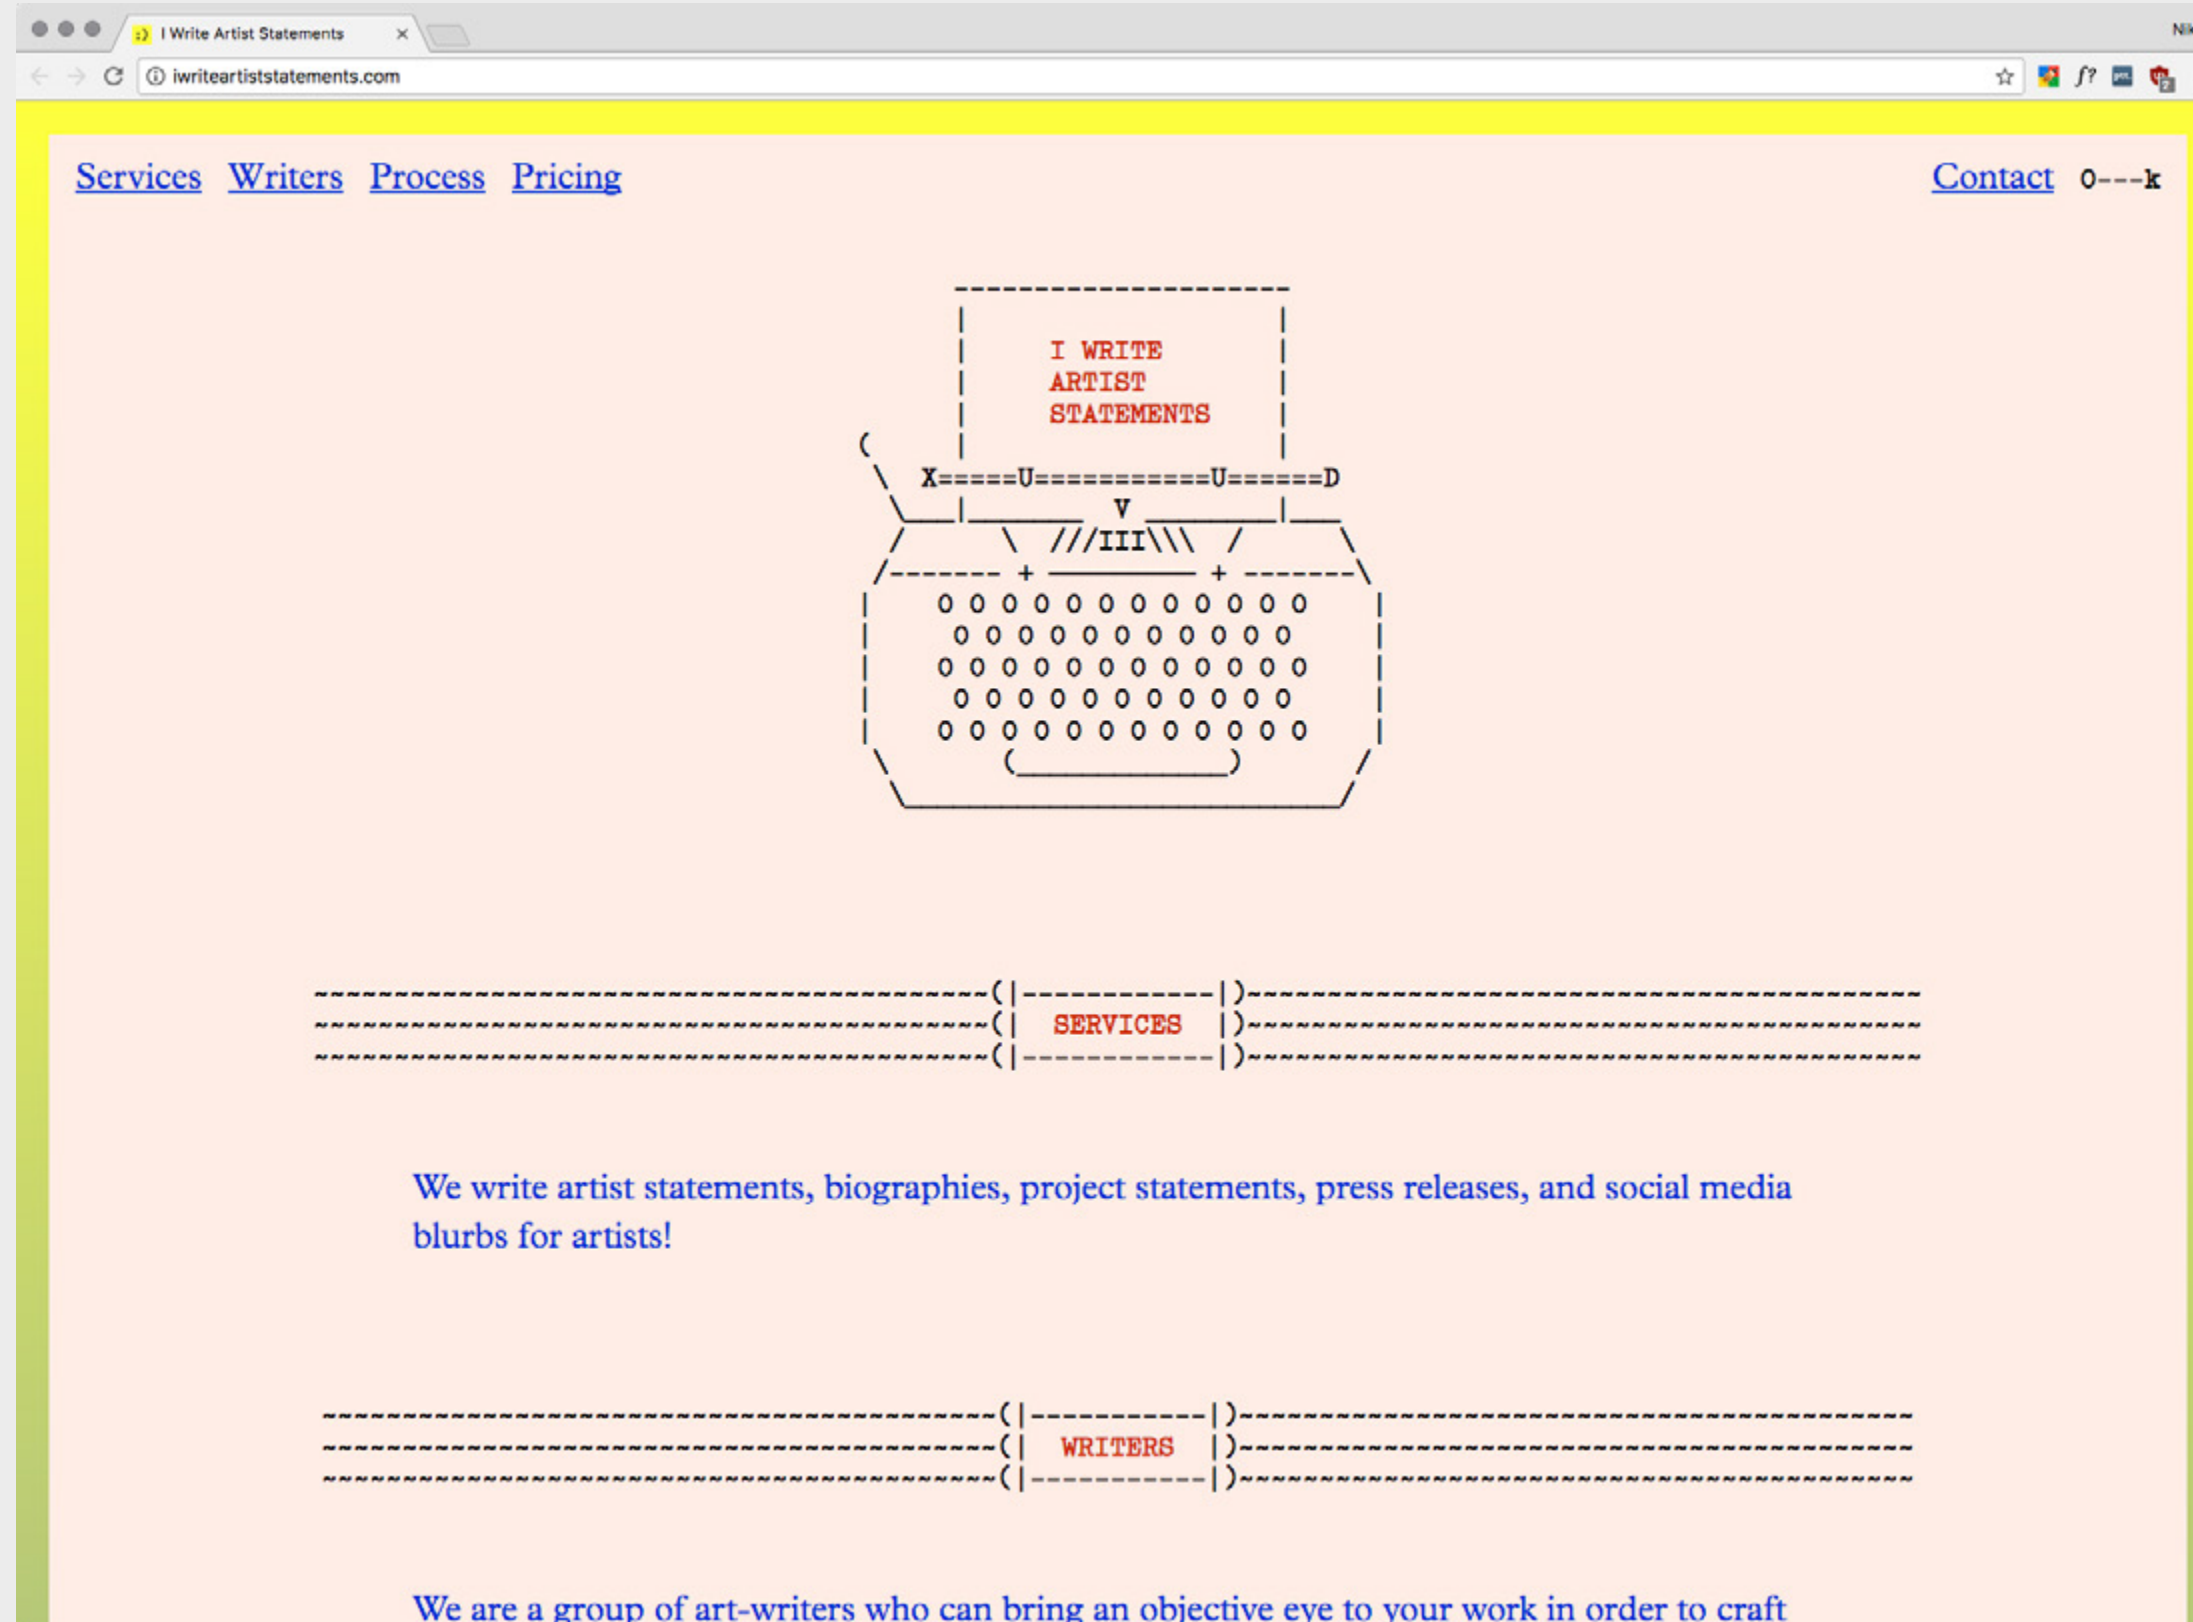 I Write Artist Statements
Nik
iwriteartiststatements.com
Services Writers Process Pricing Contact O---k
---------------------
I WRITE
ARTIST
STATEMENTS
X=====U===========U======D
V
///III\\\
/------- + --------- + -------\
O O O O O O O O O O O O
O O O O O O O O O O O
O O O O O O O O O O O O
O O O O O O O O O O O
O O O O O O O O O O O O
SERVICES
We write artist statements, biographies, project statements, press releases, and social media
blurbs for artists!
WRITERS
We are a group of art-writers who can bring an objective eye to your work in order to craft